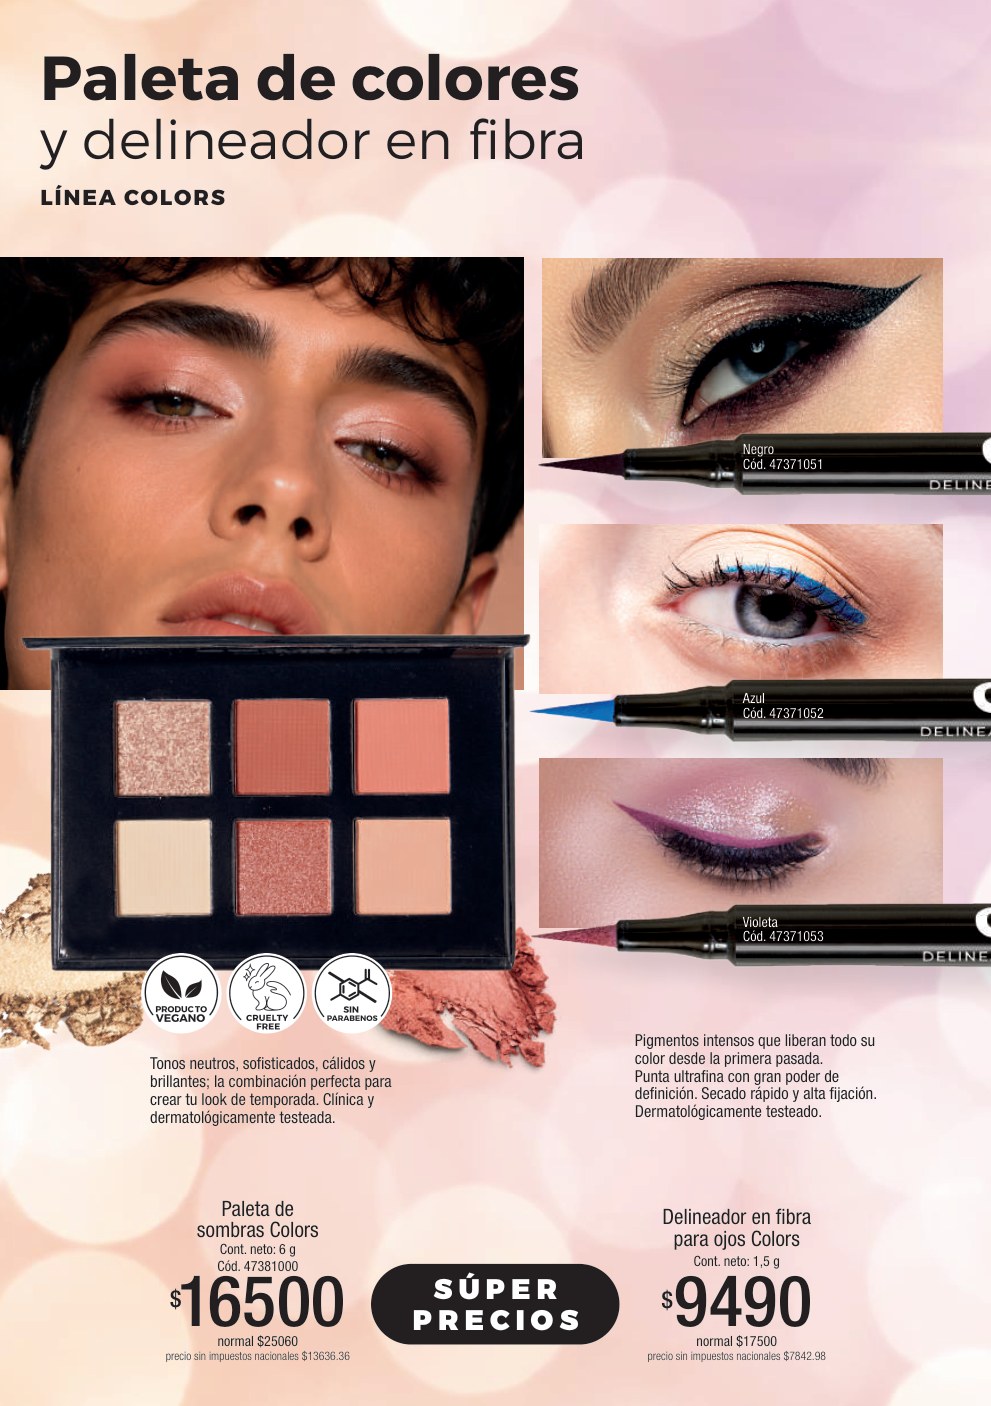 Paleta de colores
y delineador en fibra
LÍNEA COLORS
Negro
Cód. 47371051
Azul
Cód. 47371052
Violeta
Cód. 47371053
PRODUCTO
VEGANO
CRUELTY
FREE
SIN
PARABENOS
Tonos neutros, sofisticados, cálidos y
brillantes; la combinación perfecta para
crear tu look de temporada. Clínica y
dermatológicamente testeada.
Pigmentos intensos que liberan todo su
color desde la primera pasada.
Punta ultrafina con gran poder de
definición. Secado rápido y alta fijación.
Dermatológicamente testeado.
Paleta de
sombras Colors
Cont. neto: 6 g
Cód. 47381000
$16500
normal $25060
precio sin impuestos nacionales $13636.36
SÚPER
PRECIOS
Delineador en fibra
para ojos Colors
Cont. neto: 1,5 g
$9490
normal $17500
precio sin impuestos nacionales $7842.98